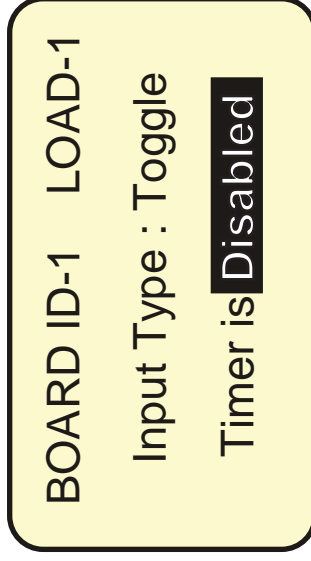 BOARD ID-1 LOAD-1
Input Type : Toggle
Timer is Disabled